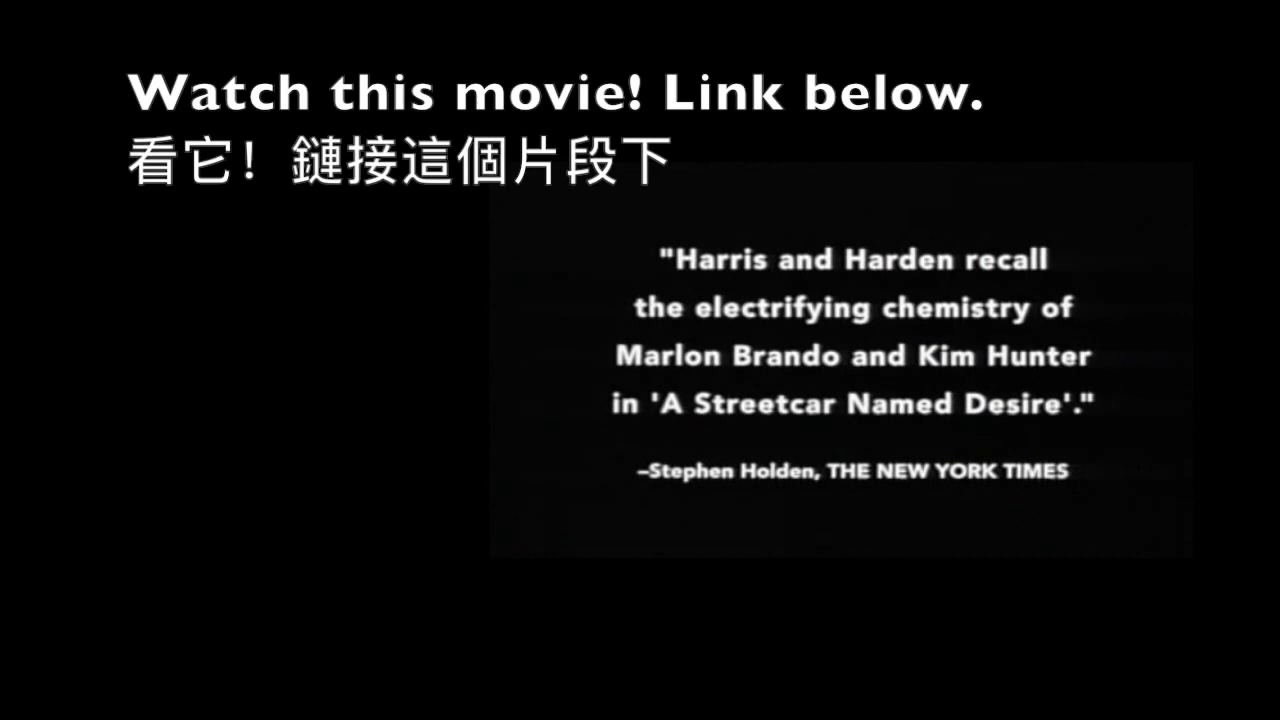 Watch this movie! Link below.
看它！鏈接這個片段下
"Harris and Harden recall
the electrifying chemistry of
Marlon Brando and Kim Hunter
in 'A Streetcar Named Desire'."
–Stephen Holden, THE NEW YORK TIMES